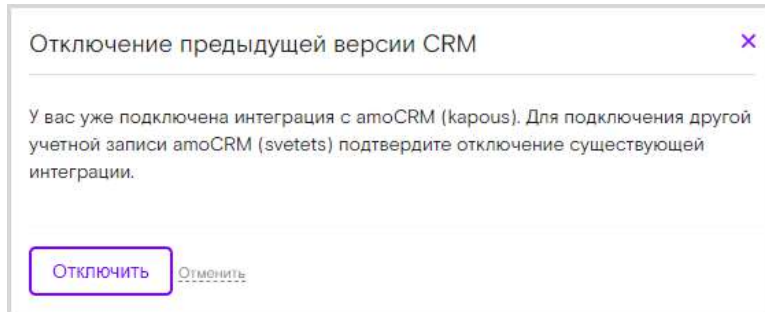 Отключение предыдущей версии CRM
У вас уже подключена интеграция с amoCRM (kapous). Для подключения другой
учетной записи amoCRM (svetets) подтвердите отключение существующей
интеграции.
Отключить Отменить